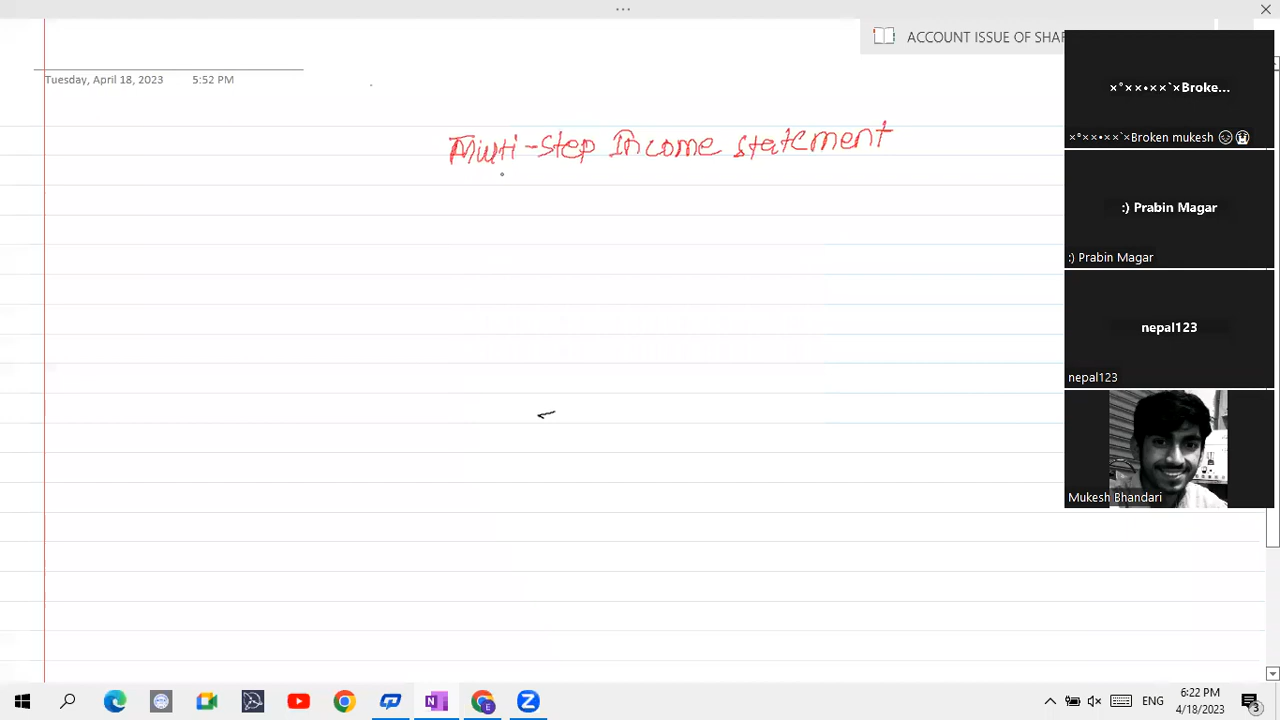 ACCOUNT ISSUE OF SHAR
Tuesday, April 18, 2023 5:52 PM
Multi-Step Income statement
×°××•××`×Broke...
×°××•××`×Broken mukesh
:) Prabin Magar
:) Prabin Magar
nepal123
nepal123
Mukesh Bhandari
ENG
6:22 PM
4/18/2023
3